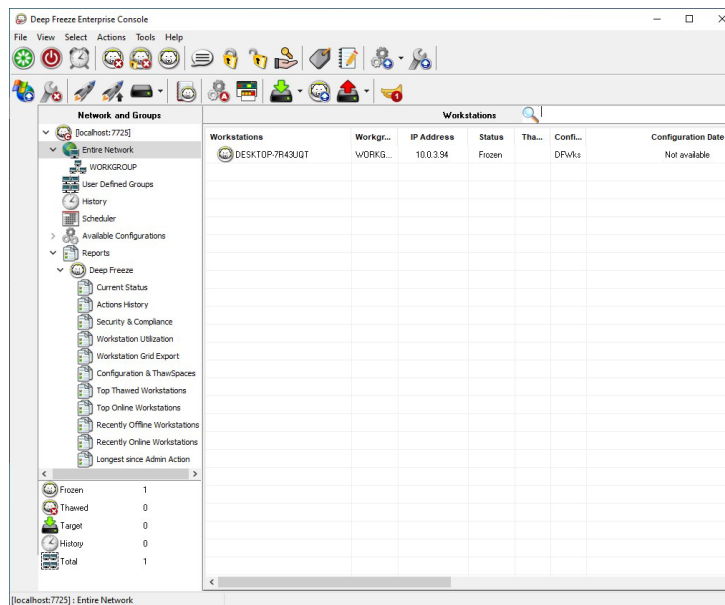 Deep Freeze Enterprise Console
File View Select Actions Tools Help
Network and Groups
Workstations
[localhost:7725]
Entire Network
WORKGROUP
User Defined Groups
History
Scheduler
Available Configurations
Reports
Deep Freeze
Current Status
Actions History
Security & Compliance
Workstation Utilization
Workstation Grid Export
Configuration & ThawSpaces
Top Thawed Workstations
Top Online Workstations
Recently Offline Workstations
Recently Online Workstations
Longest since Admin Action
Workstations Workgr... IP Address Status Tha... Confi... Configuration Date
DESKTOP-7R43UQT WORKG... 10.0.3.94 Frozen DFWks Not available
Frozen 1
Thawed 0
Target 0
History 0
Total 1
[localhost:7725] : Entire Network